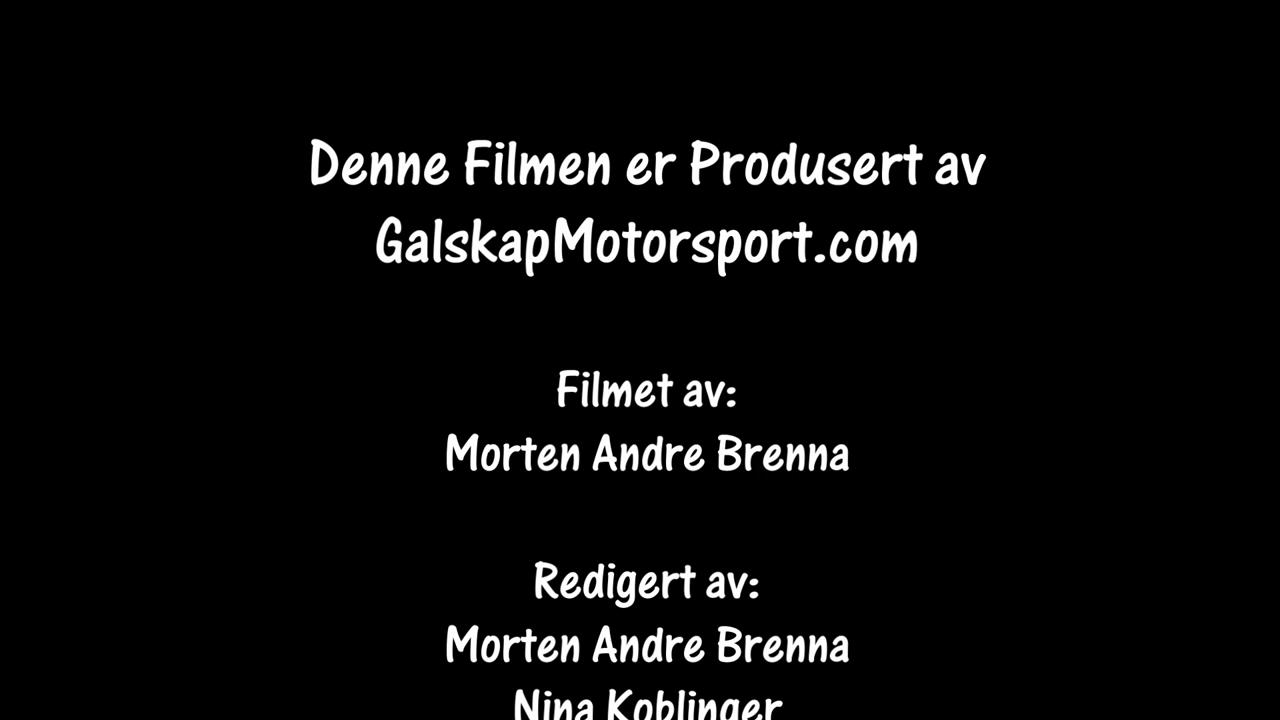 Denne Filmen er Produsert av
GalskapMotorsport.com
Filmet av:
Morten Andre Brenna
Redigert av:
Morten Andre Brenna
Nina Koblinger